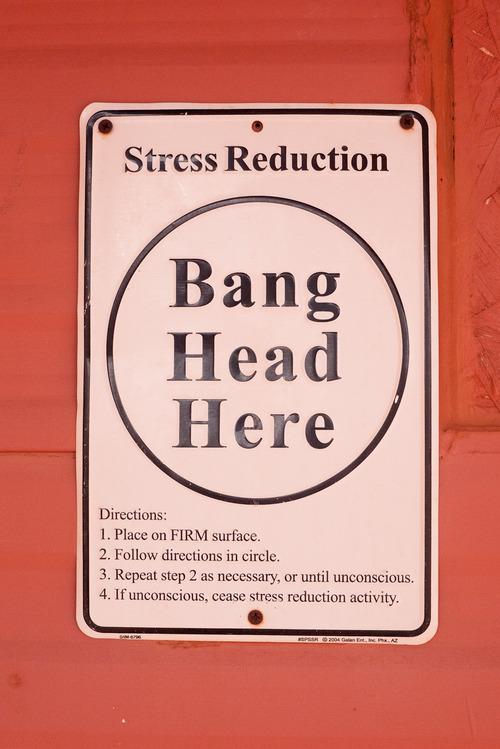 Stress Reduction
Bang
Head
Here
Directions:
1. Place on FIRM surface.
2. Follow directions in circle.
3. Repeat step 2 as necessary, or until unconscious.
4. If unconscious, cease stress reduction activity.
#SPSSR © 2004 Galan Ent., Inc. Phx., AZ